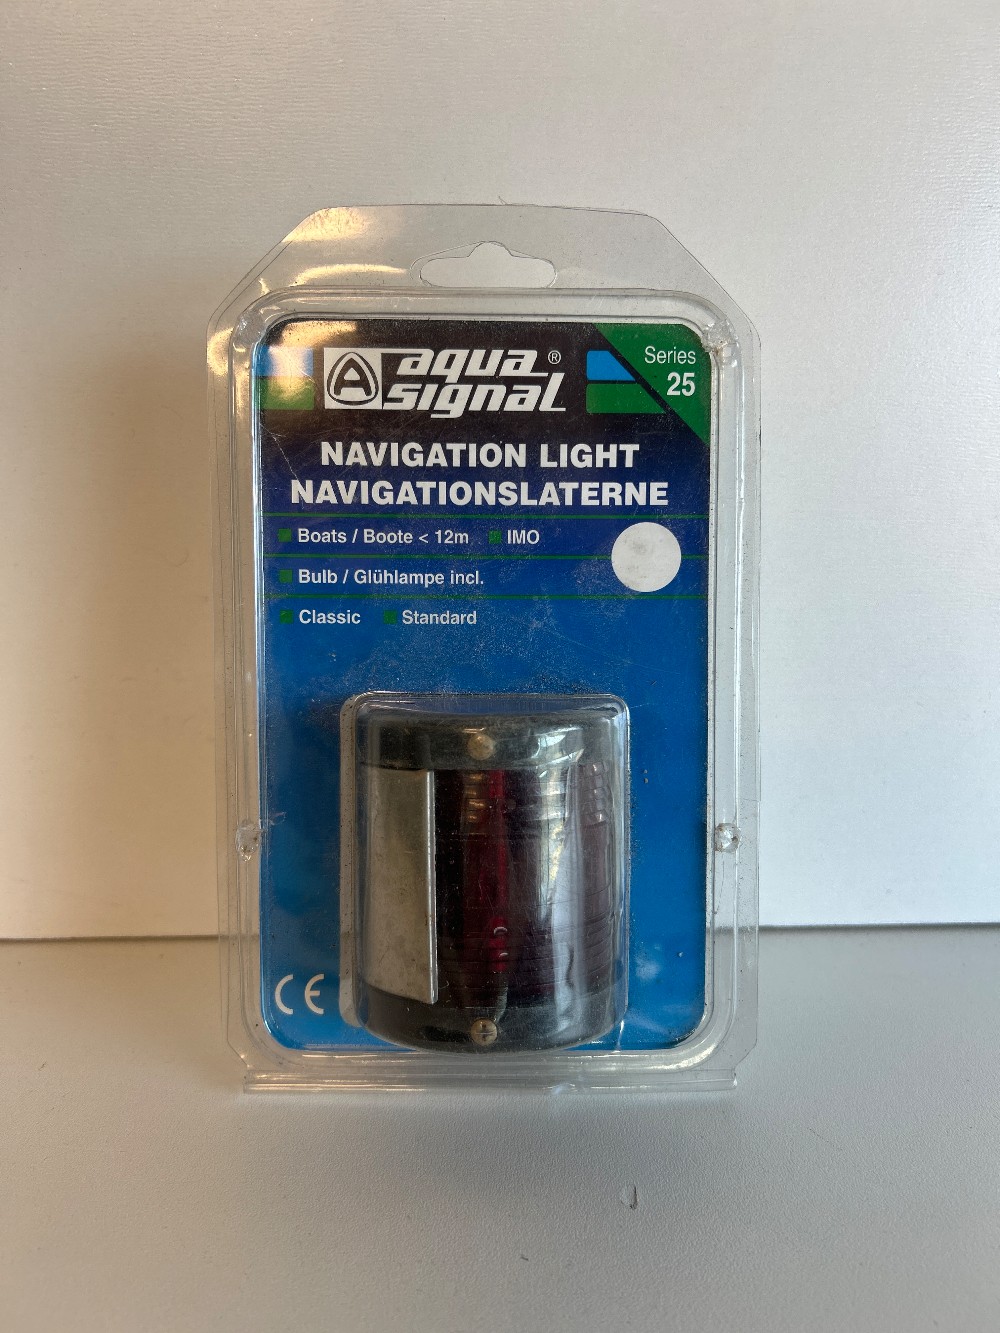 aqua signal®
Series
25
NAVIGATION LIGHT
NAVIGATIONSLATERNE
Boats / Boote < 12m IMO
Bulb / Glühlampe incl.
Classic Standard
CE